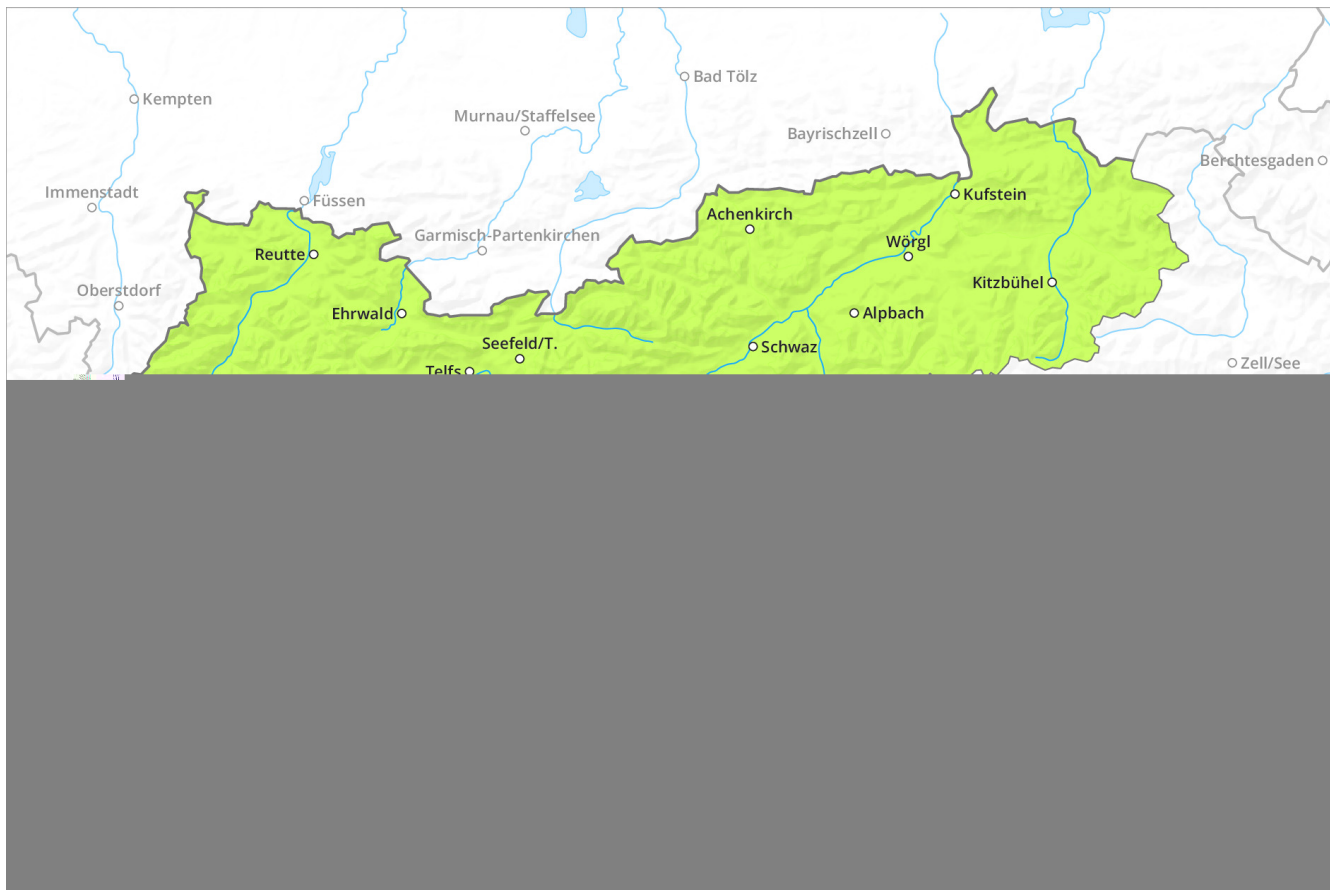 Bad Tölz
Kempten
Murnau/Staffelsee
Bayrischzell
Berchtesgaden
Immenstadt
Füssen
Kufstein
Achenkirch
Garmisch-Partenkirchen
Wörgl
Reutte
Kitzbühel
Oberstdorf
Ehrwald
Alpbach
Seefeld/T.
Schwaz
Zell/See
Telfs